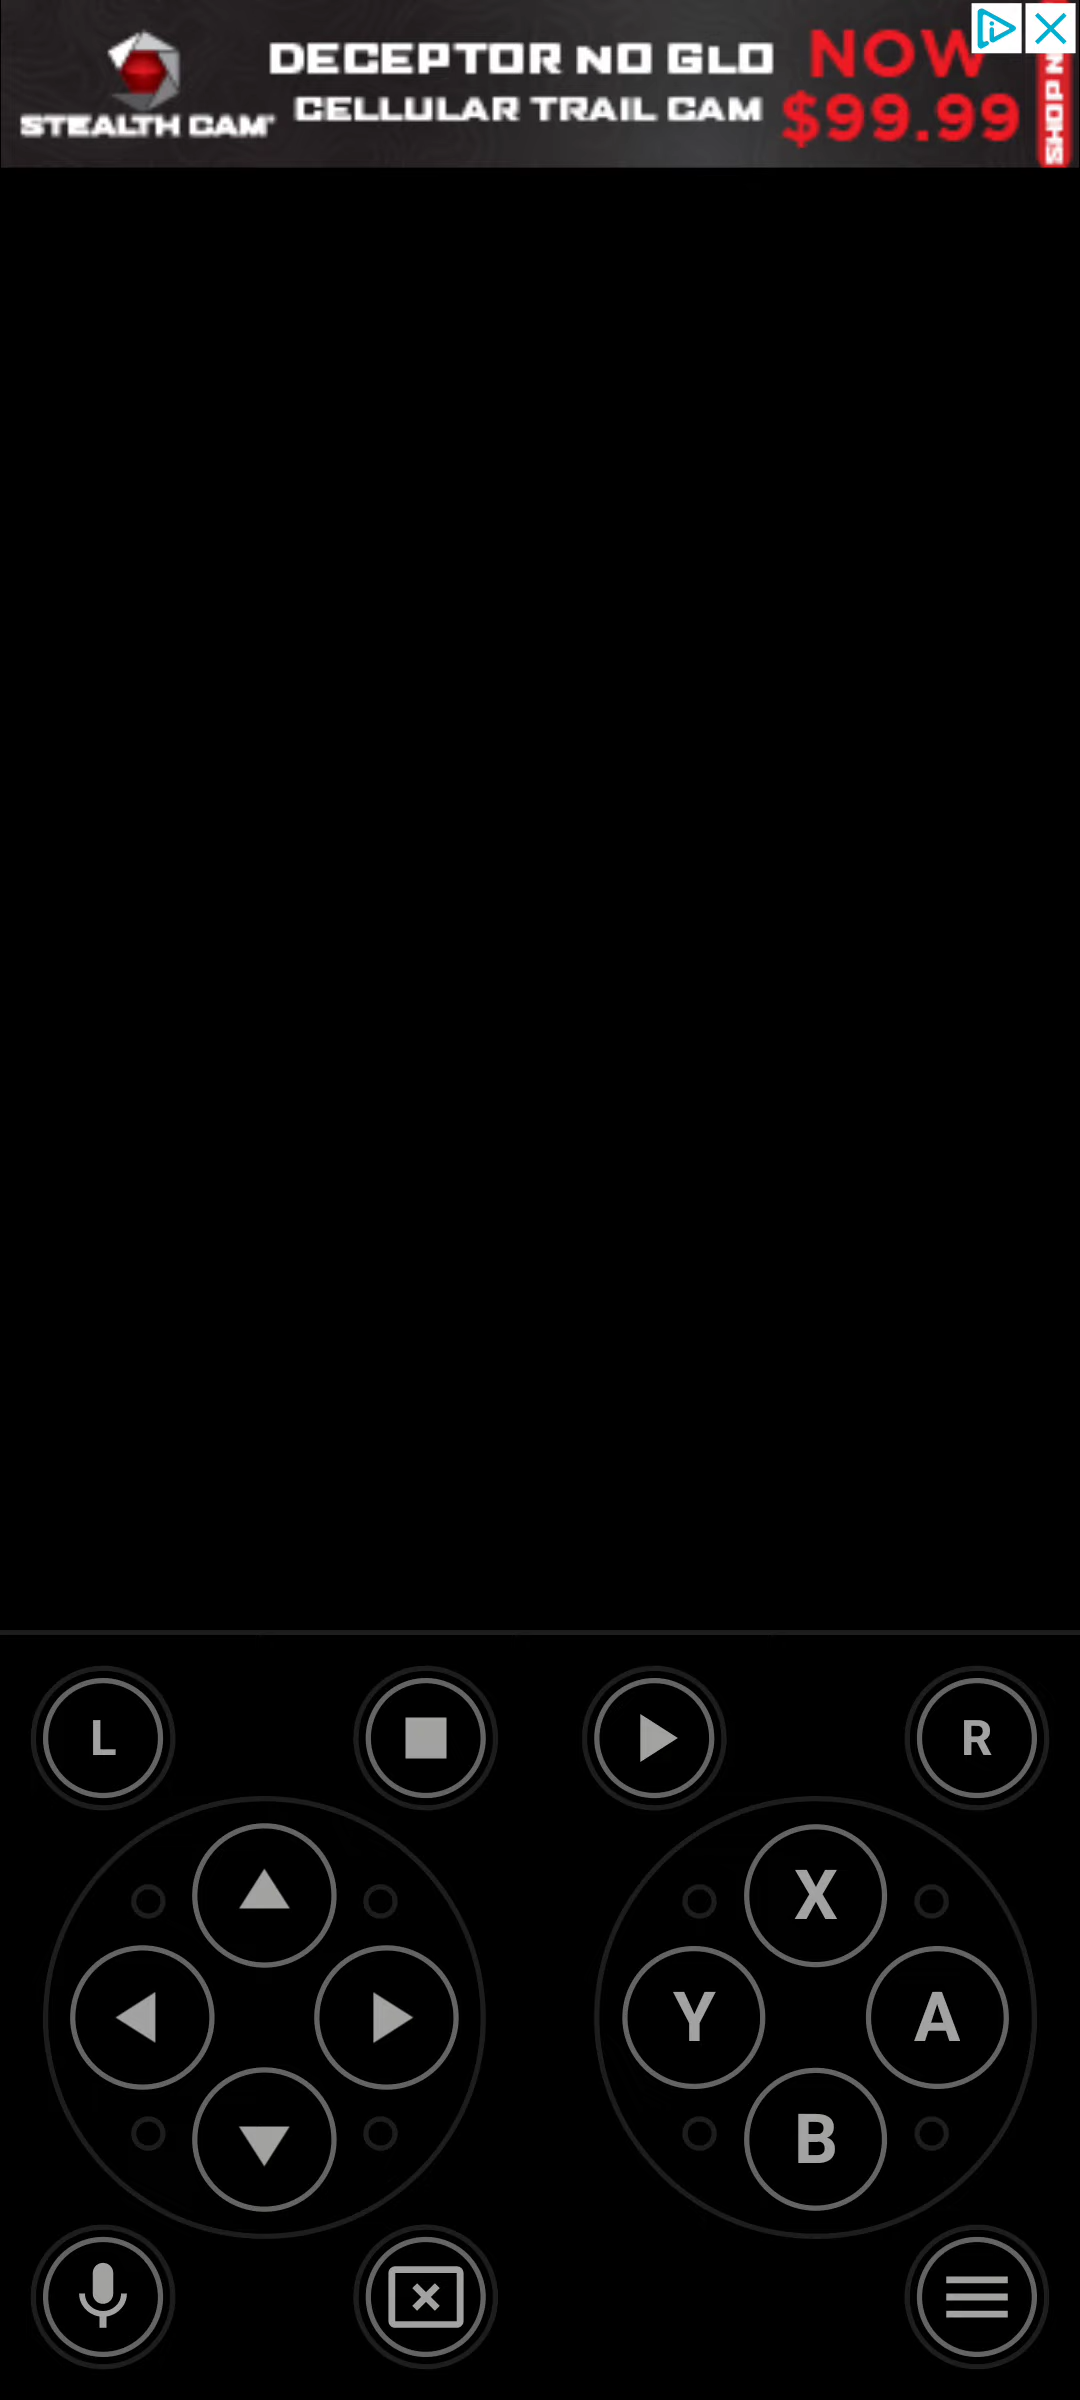 DECEPTOR NO GLO
CELLULAR TRAIL CAM
STEALTH CAM
NOW
$99.99
SHOP N
L
R
X
Y
A
B